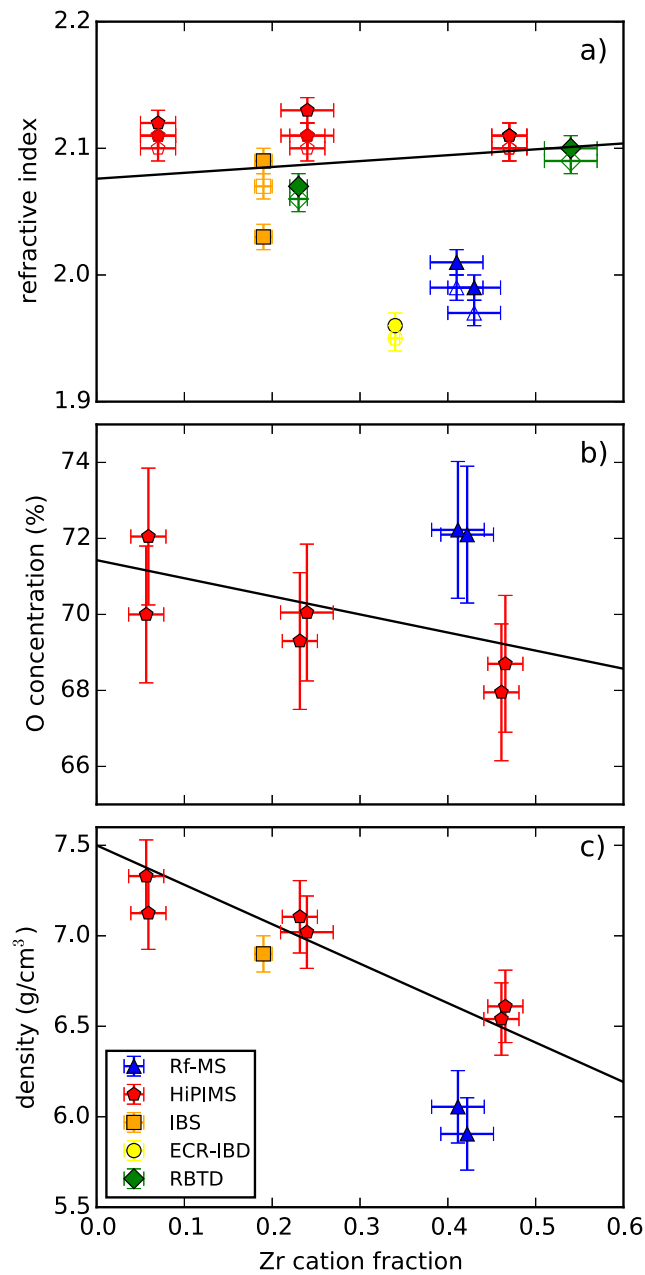 2.2
a)
2.1
2.0
1.9
refractive index
74
b)
72
70
68
66
O concentration (%)
7.5
c)
7.0
6.5
6.0
5.5
density (g/cm³)
Rf-MS
HiPIMS
IBS
ECR-IBD
RBTD
0.0 0.1 0.2 0.3 0.4 0.5 0.6
Zr cation fraction